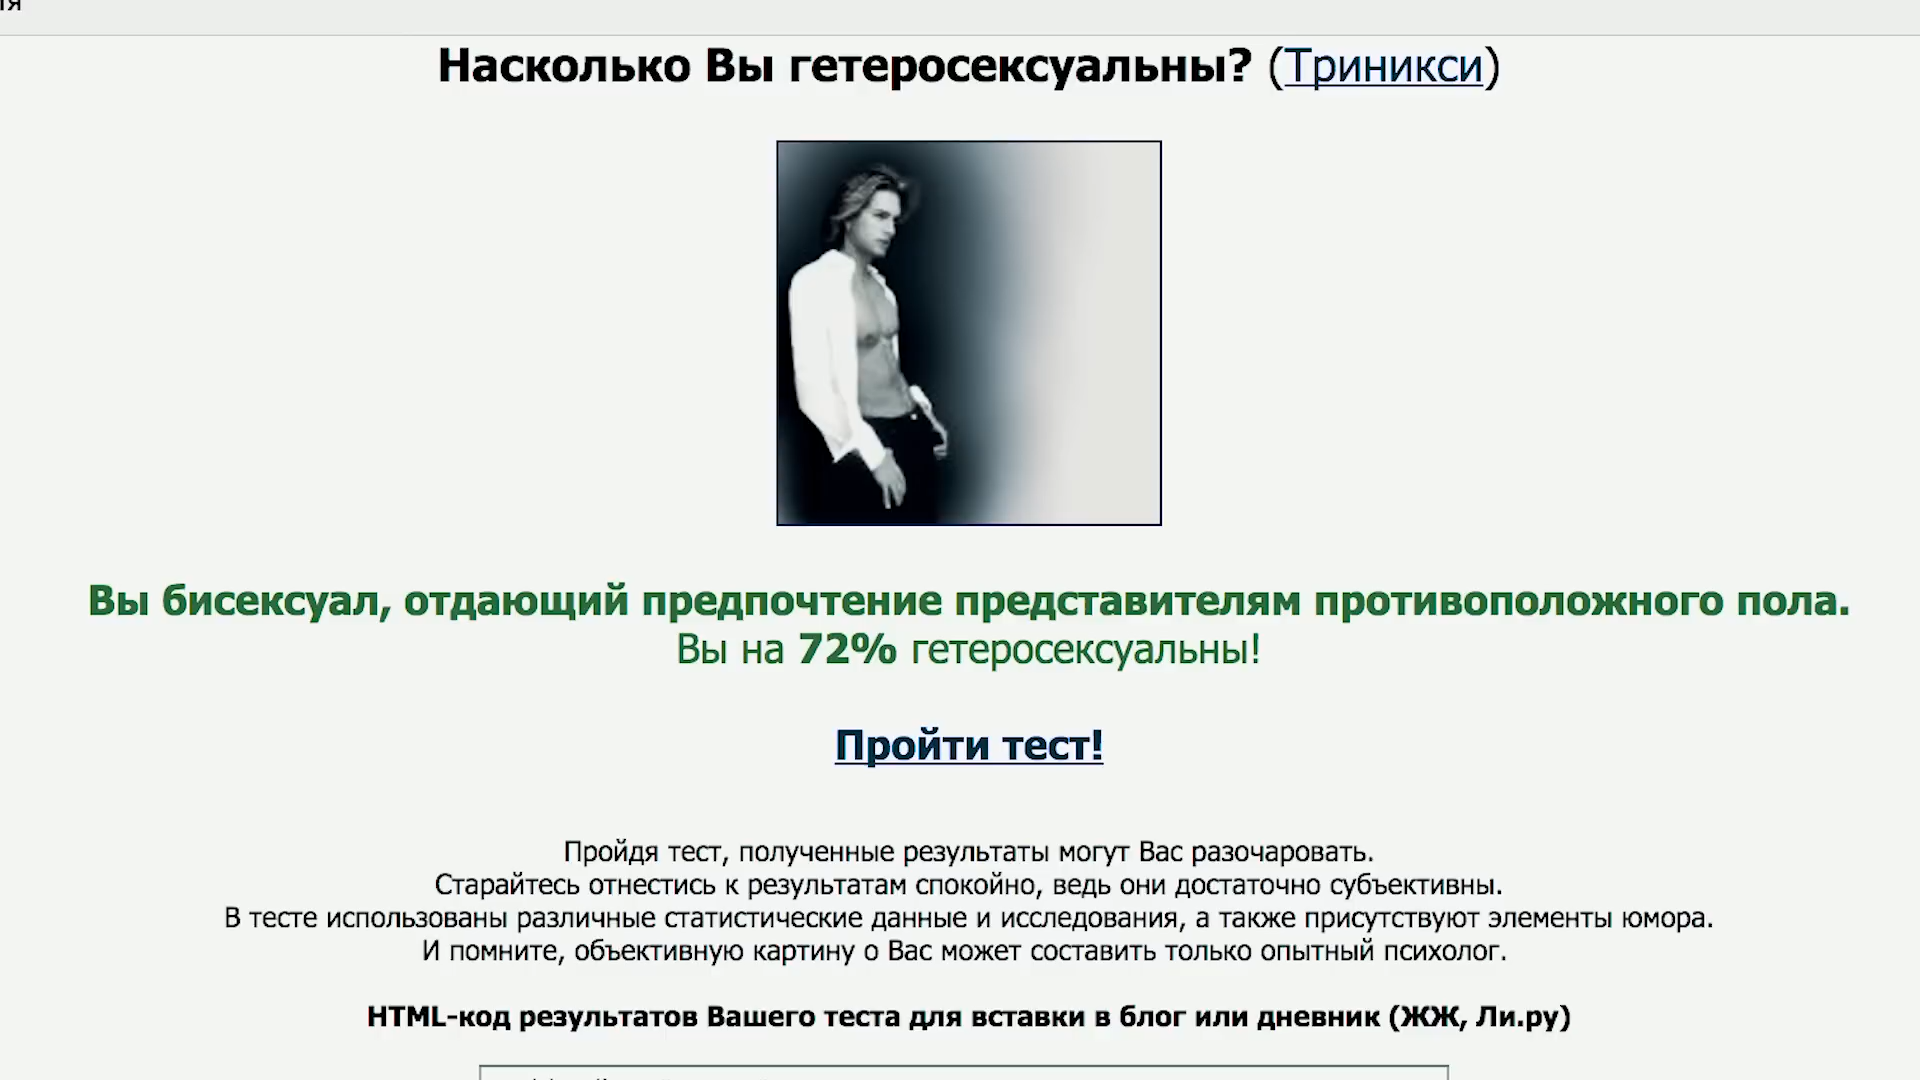 Насколько Вы гетеросексуальны? (Триникси)
Вы бисексуал, отдающий предпочтение представителям противоположного пола.
Вы на 72% гетеросексуальны!
Пройти тест!
Пройдя тест, полученные результаты могут Вас разочаровать.
Старайтесь отнестись к результатам спокойно, ведь они достаточно субъективны.
В тесте использованы различные статистические данные и исследования, а также присутствуют элементы юмора.
И помните, объективную картину о Вас может составить только опытный психолог.
HTML-код результатов Вашего теста для вставки в блог или дневник (ЖЖ, Ли.ру)